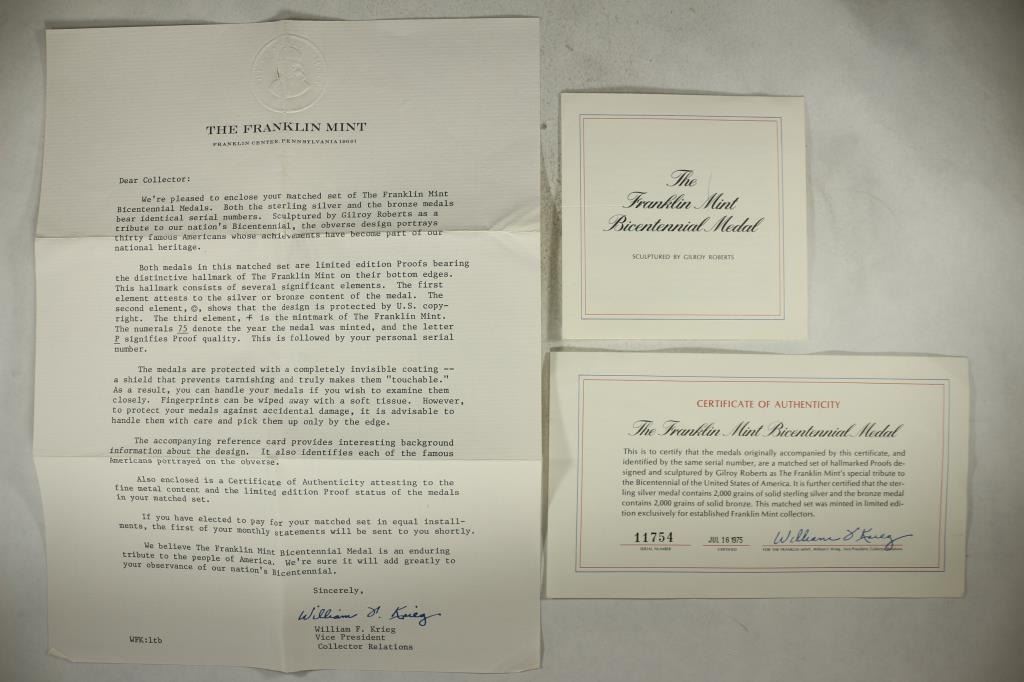 THE FRANKLIN MINT
FRANKLIN CENTER, PENNSYLVANIA 19091
Dear Collector:
We're pleased to enclose your matched set of The Franklin Mint
Bicentennial Medals. Both the sterling silver and the bronze medals
bear identical serial numbers. Sculptured by Gilroy Roberts as a
tribute to our nation's Bicentennial, the obverse design portrays
thirty famous Americans whose achievements have become part of our
national heritage.
Both medals in this matched set are limited edition Proofs bearing
the distinctive hallmark of The Franklin Mint on their bottom edges.
This hallmark consists of several significant elements. The first
element attests to the silver or bronze content of the medal. The
second element, ©, shows that the design is protected by U.S. copy-
right. The third element, is the mintmark of The Franklin Mint.
The numerals 75 denote the year the medal was minted, and the letter
P signifies Proof quality. This is followed by your personal serial
number.
The medals are protected with a completely invisible coating --
a shield that prevents tarnishing and truly makes them "touchable."
As a result, you can handle your medals if you wish to examine them
closely. Fingerprints can be wiped away with a soft tissue. However,
to protect your medals against accidental damage, it is advisable to
handle them with care and pick them up only by the edge.
The accompanying reference card provides interesting background
information about the design. It also identifies each of the famous
Americans portrayed on the obverse.
Also enclosed is a Certificate of Authenticity attesting to the
fine metal content and the limited edition Proof status of the medals
in your matched set.
If you have elected to pay for your matched set in equal install-
ments, the first of your monthly statements will be sent to you shortly.
We believe The Franklin Mint Bicentennial Medal is an enduring
tribute to the people of America. We're sure it will add greatly to
your observance of our nation's Bicentennial.
Sincerely,
William F. Krieg
William F. Krieg
Vice President
Collector Relations
WFK:ltb
The
Franklin Mint
Bicentennial Medal
SCULPTURED BY GILROY ROBERTS
CERTIFICATE OF AUTHENTICITY
The Franklin Mint Bicentennial Medal
This is to certify that the medals originally accompanied by this certificate, and
identified by the same serial number, are a matched set of hallmarked Proofs de-
signed and sculptured by Gilroy Roberts as The Franklin Mint's special tribute to
the Bicentennial of the United States of America. It is further certified that the ster-
ling silver medal contains 2,000 grains of solid sterling silver and the bronze medal
contains 2,000 grains of solid bronze. This matched set was minted in limited edi-
tion exclusively for established Franklin Mint collectors.
11754 JUL 16 1975 William F. Krieg
SERIAL NUMBER CERTIFIED FOR THE FRANKLIN MINT, William F. Krieg, Vice President, Collector Relations